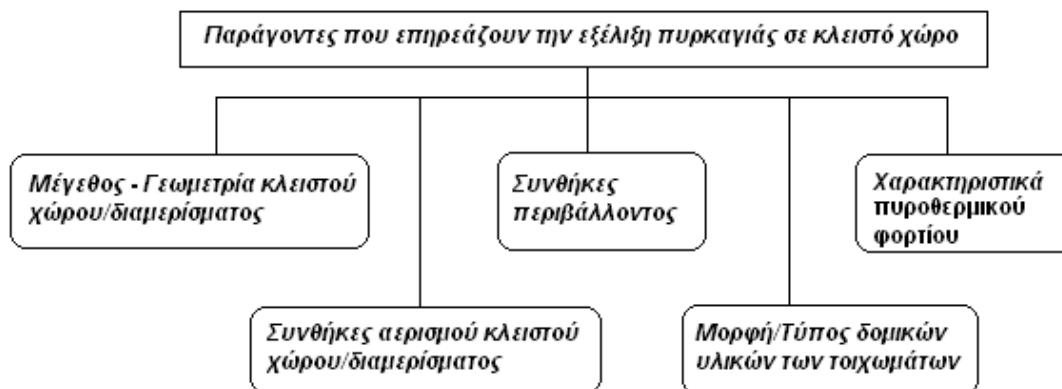 Παράγοντες που επηρεάζουν την εξέλιξη πυρκαγιάς σε κλειστό χώρο
Μέγεθος - Γεωμετρία κλειστού
χώρου/διαμερίσματος
Συνθήκες
περιβάλλοντος
Χαρακτηριστικά
πυροθερμικού
φορτίου
Συνθήκες αερισμού κλειστού
χώρου/διαμερίσματος
Μορφή/Τύπος δομικών
υλικών των τοιχωμάτων